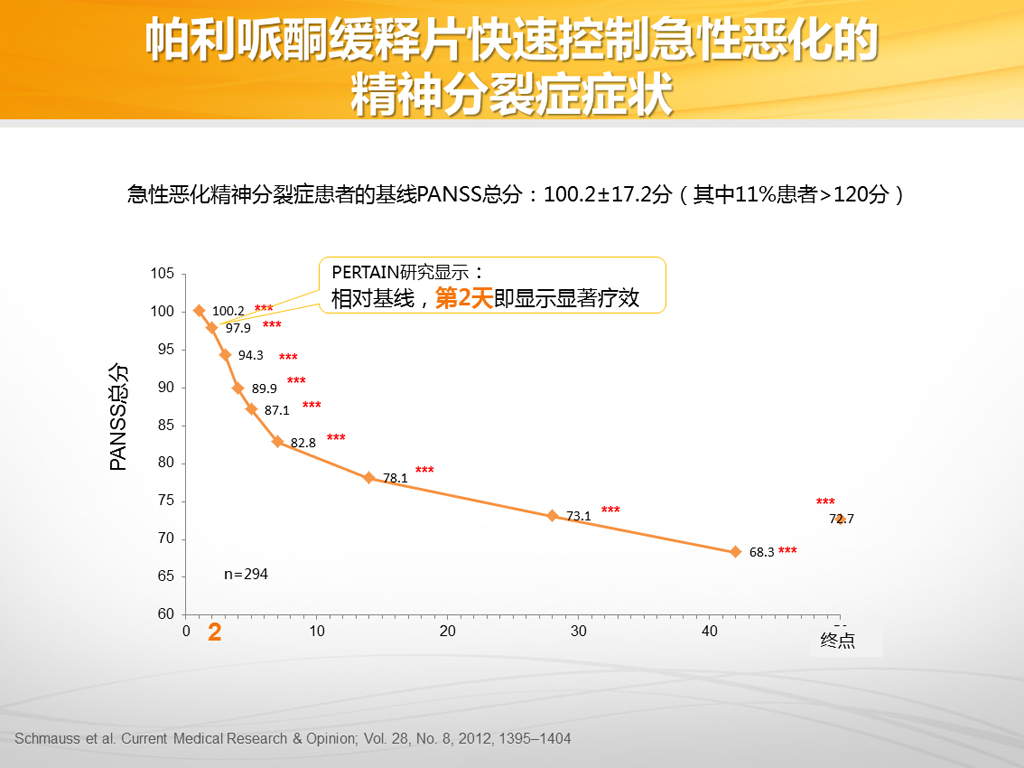 帕利哌酮缓释片快速控制急性恶化的
精神分裂症症状
急性恶化精神分裂症患者的基线PANSS总分：100.2±17.2分（其中11%患者>120分）
PERTAIN研究显示：
相对基线，第2天即显示显著疗效
PANSS总分
105
100
95
90
85
80
75
70
65
60
100.2 ***
97.9 ***
94.3 ***
89.9 ***
87.1 ***
82.8 ***
78.1 ***
73.1 ***
68.3 ***
***
72.7
n=294
0 2 10 20 30 40
终点
Schmauss et al. Current Medical Research & Opinion; Vol. 28, No. 8, 2012, 1395–1404